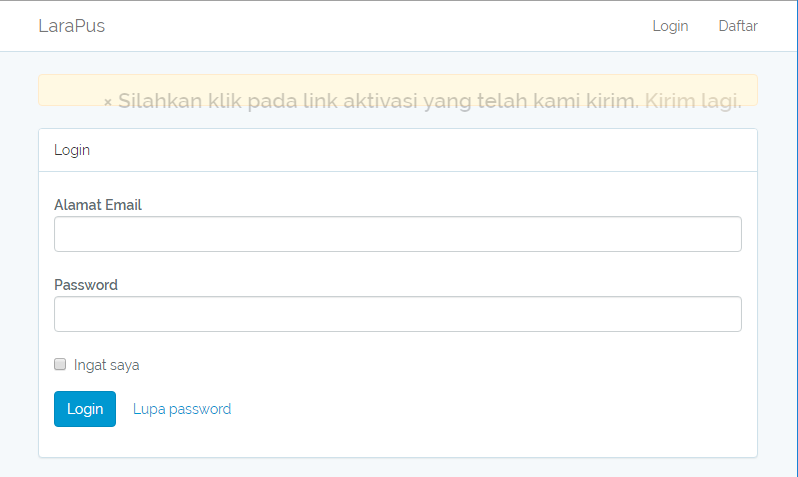 LaraPus Login Daftar
× Silahkan klik pada link aktivasi yang telah kami kirim. Kirim lagi.
Login
Alamat Email
Password
Ingat saya
Login Lupa password